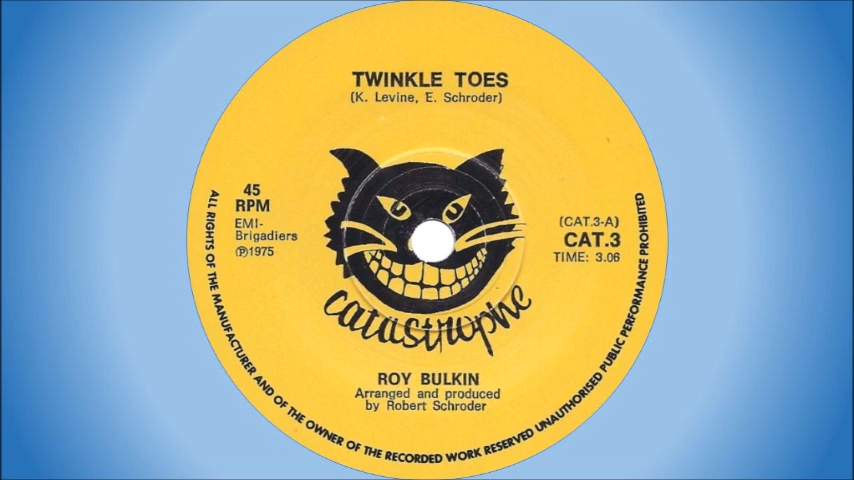 TWINKLE TOES
(K. Levine, E. Schroder)
45
RPM
EMI-
Brigadiers
Ⓟ1975
(CAT.3-A)
CAT.3
TIME: 3.06
catastrophe
ROY BULKIN
Arranged and produced
by Robert Schroder
ALL RIGHTS OF THE MANUFACTURER AND OF THE OWNER OF THE RECORDED WORK RESERVED UNAUTHORISED PUBLIC PERFORMANCE PROHIBITED